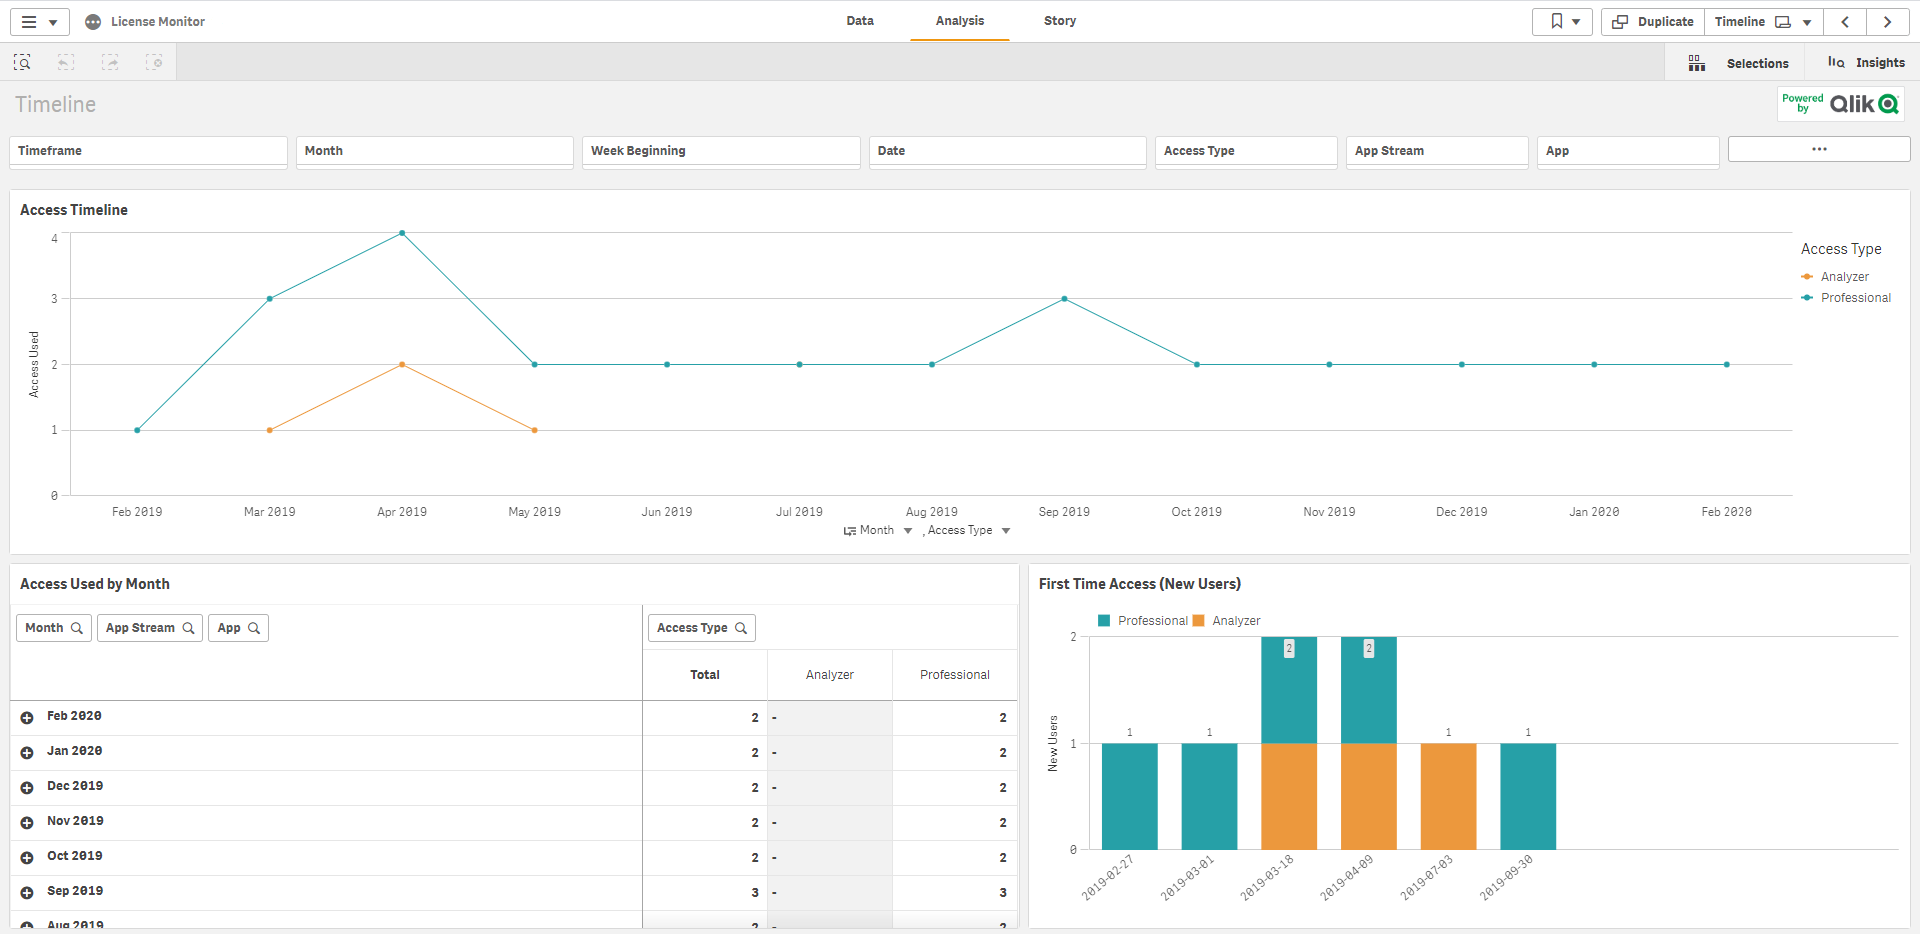 License Monitor
Data
Analysis
Story
Duplicate
Timeline
Selections
Insights
Timeline
Powered by Qlik
Timeframe
Month
Week Beginning
Date
Access Type
App Stream
App
Access Timeline
4
3
2
1
0
Access Used
Feb 2019
Mar 2019
Apr 2019
May 2019
Jun 2019
Jul 2019
Aug 2019
Sep 2019
Oct 2019
Nov 2019
Dec 2019
Jan 2020
Feb 2020
Month , Access Type
Access Type
Analyzer
Professional
Access Used by Month
Month
App Stream
App
Access Type
Total
Analyzer
Professional
Feb 2020 2 - 2
Jan 2020 2 - 2
Dec 2019 2 - 2
Nov 2019 2 - 2
Oct 2019 2 - 2
Sep 2019 3 - 3
Aug 2019 2 - 2
First Time Access (New Users)
Professional
Analyzer
2
1
0
New Users
1
1
2
2
1
1
2019-02-27
2019-03-01
2019-03-18
2019-04-09
2019-07-03
2019-09-30